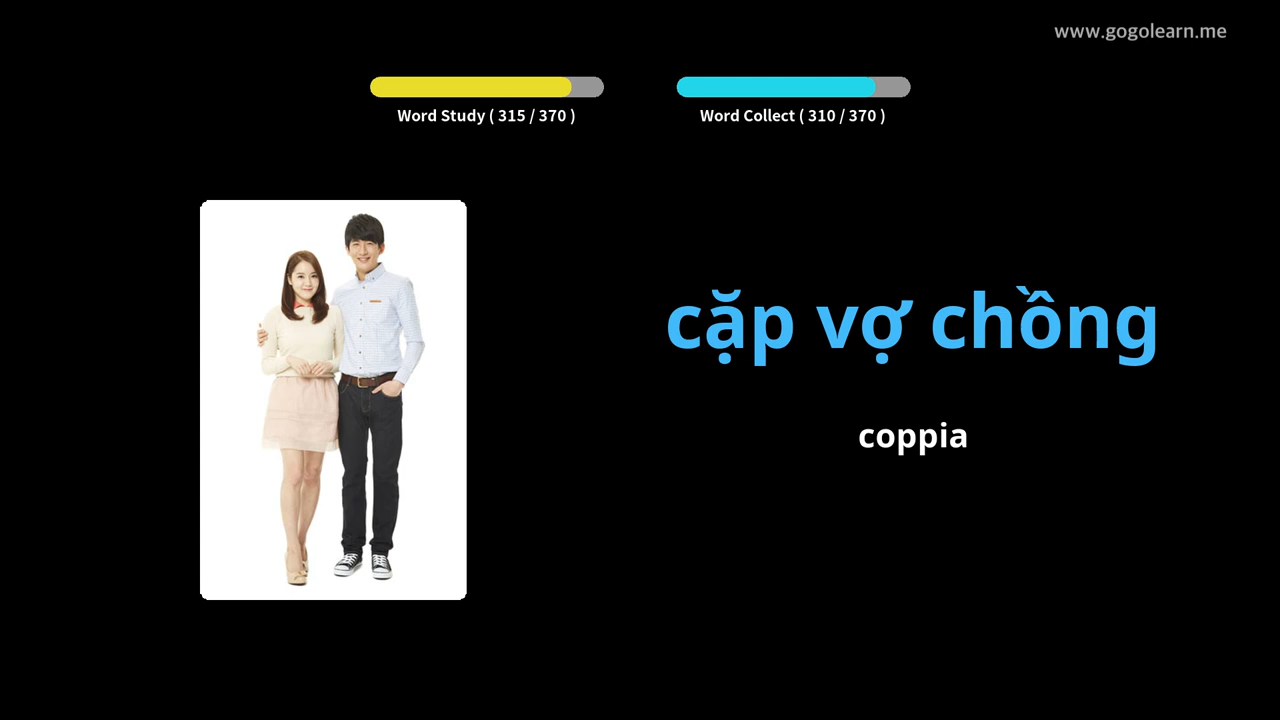 www.gogolearn.me
Word Study ( 315 / 370 )
Word Collect ( 310 / 370 )
cặp vợ chồng
coppia